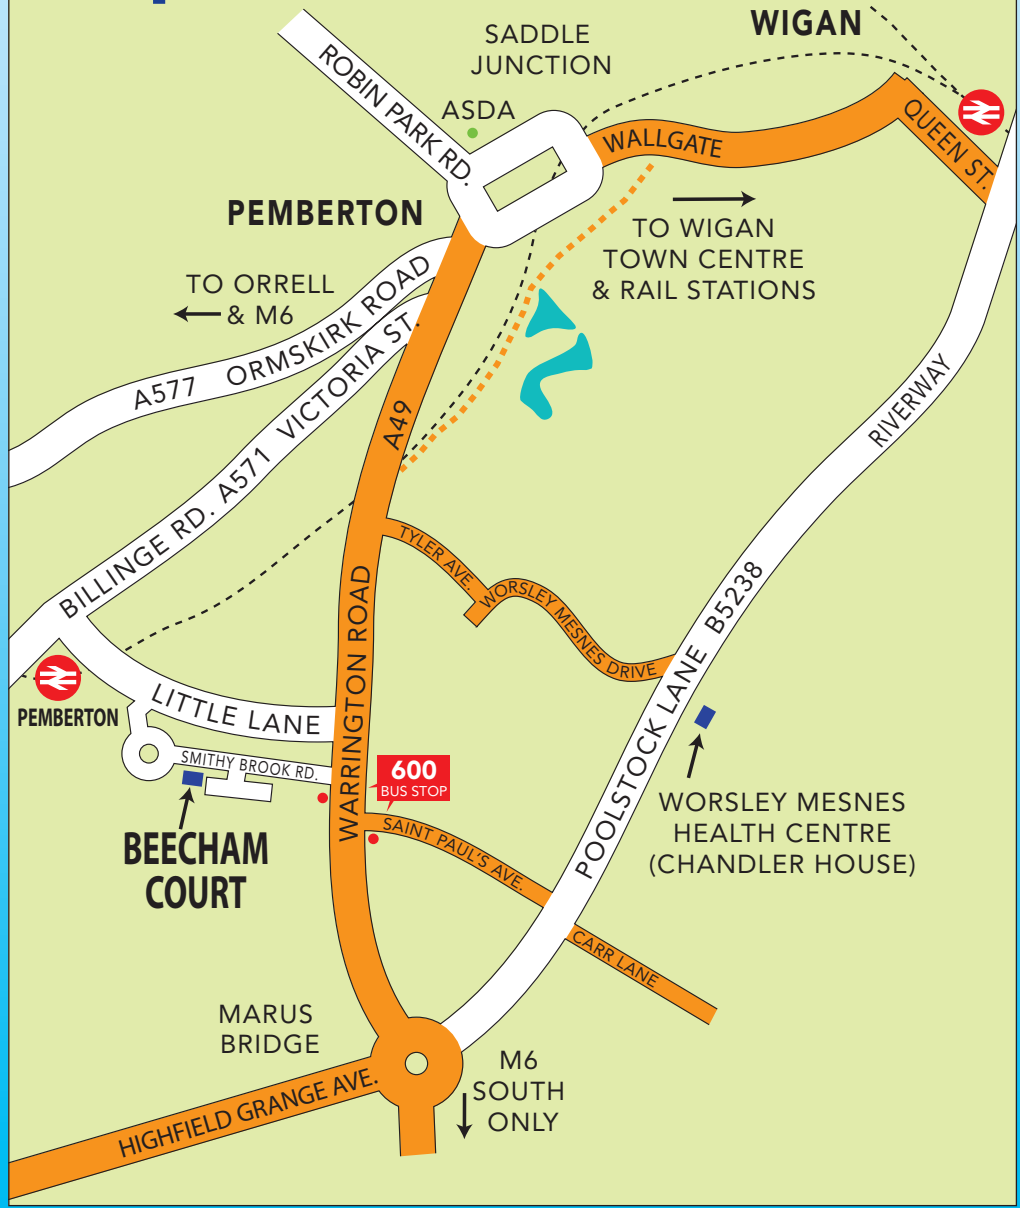 WIGAN
SADDLE
JUNCTION
ROBIN PARK RD.
ASDA
WALLGATE
QUEEN ST.
PEMBERTON
TO WIGAN
TOWN CENTRE
& RAIL STATIONS
TO ORRELL
& M6
A577 ORMSKIRK ROAD
BILLINGE RD. A571 VICTORIA ST.
A49
RIVERWAY
TYLER AVE.
WORSLEY MESNES DRIVE
WARRINGTON ROAD
POOLSTOCK LANE B5238
PEMBERTON
LITTLE LANE
SMITHY BROOK RD.
600
BUS STOP
SAINT PAUL'S AVE.
WORSLEY MESNES
HEALTH CENTRE
(CHANDLER HOUSE)
BEECHAM
COURT
CARR LANE
MARUS
BRIDGE
M6
SOUTH
ONLY
HIGHFIELD GRANGE AVE.